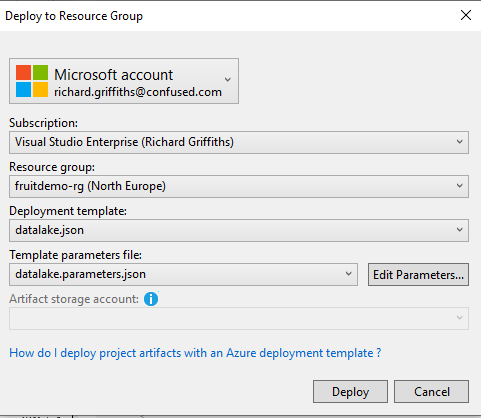 Deploy to Resource Group
Microsoft account
richard.griffiths@confused.com
Subscription:
Visual Studio Enterprise (Richard Griffiths)
Resource group:
fruitdemo-rg (North Europe)
Deployment template:
datalake.json
Template parameters file:
datalake.parameters.json
Edit Parameters...
Artifact storage account:
How do I deploy project artifacts with an Azure deployment template ?
Deploy
Cancel